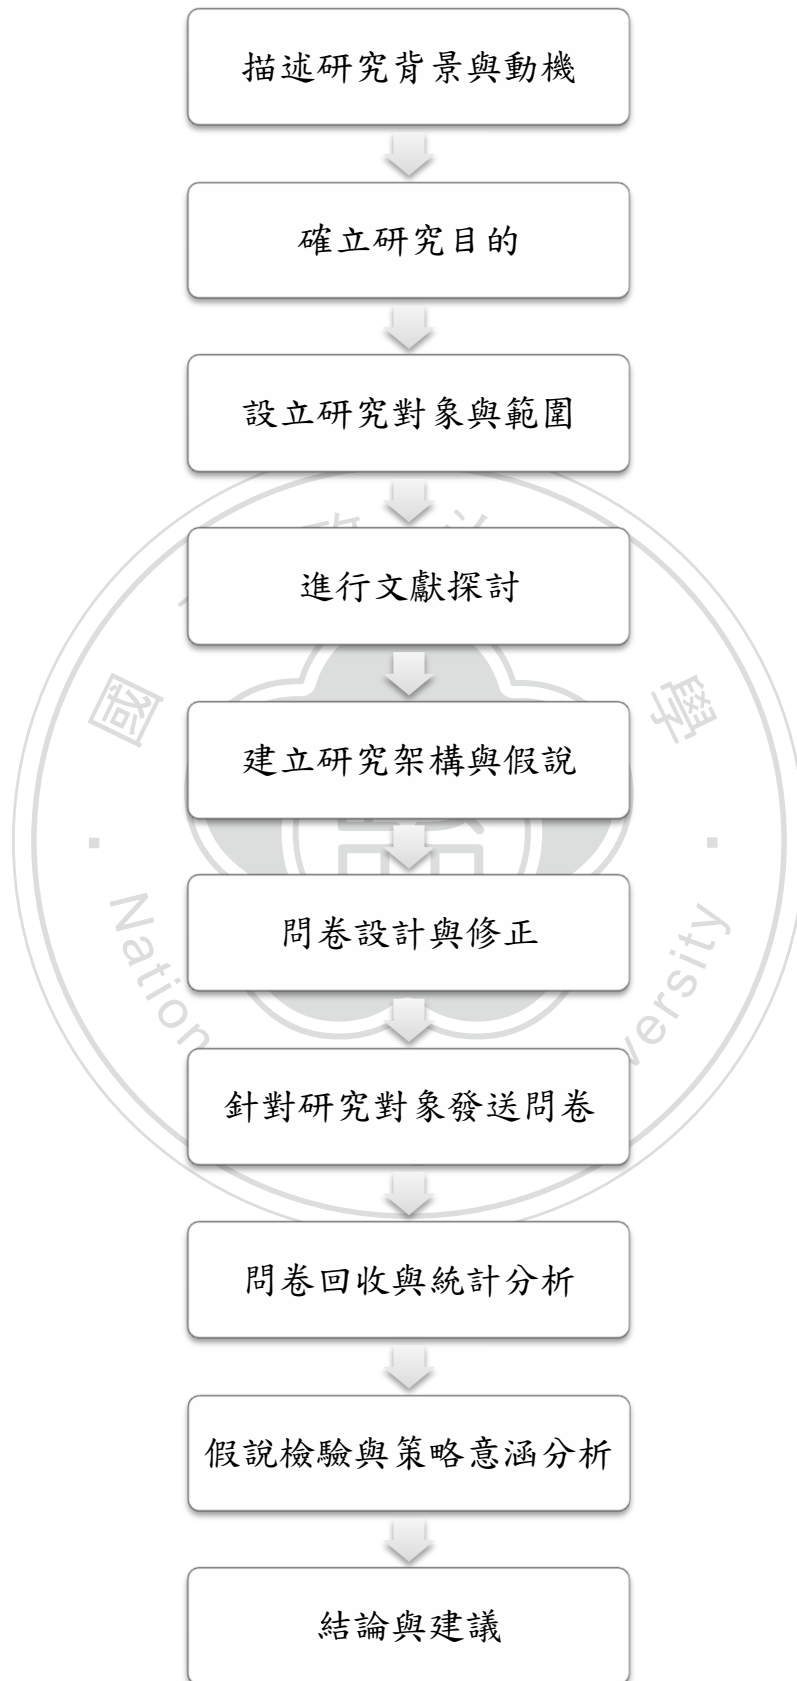 描述研究背景與動機
確立研究目的
設立研究對象與範圍
進行文獻探討
國
學
建立研究架構與假說
問卷設計與修正
針對研究對象發送問卷
問卷回收與統計分析
假說檢驗與策略意涵分析
結論與建議